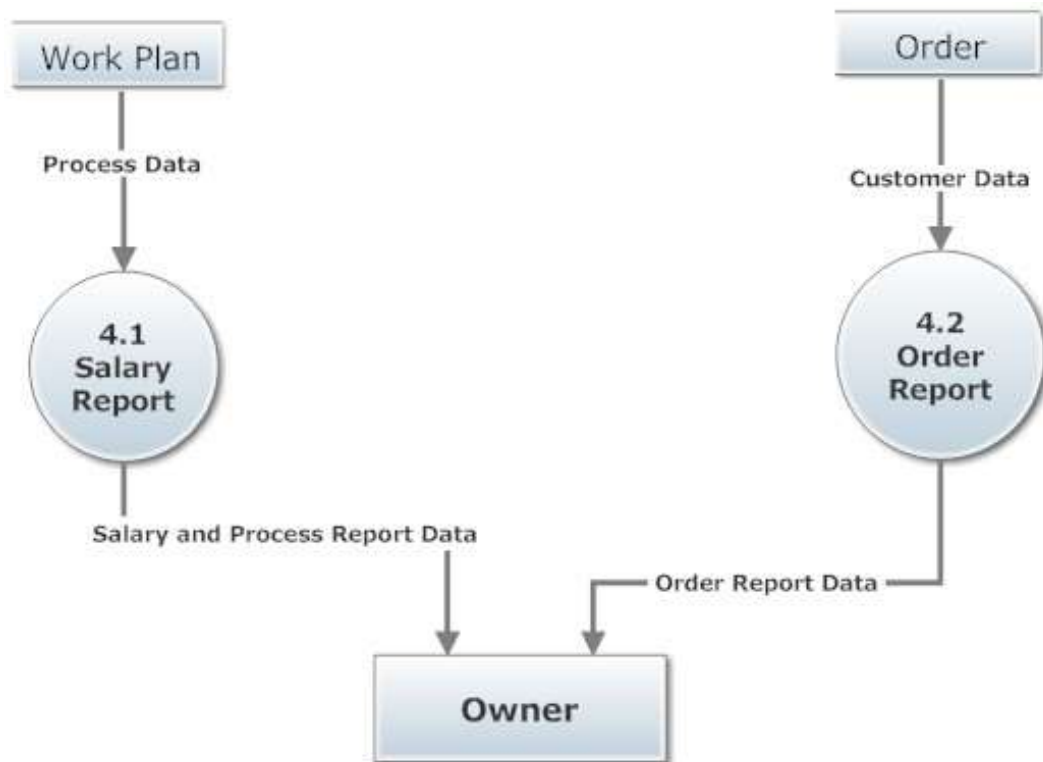 Work Plan
Order
Process Data
Customer Data
4.1
Salary
Report
4.2
Order
Report
Salary and Process Report Data
Order Report Data
Owner